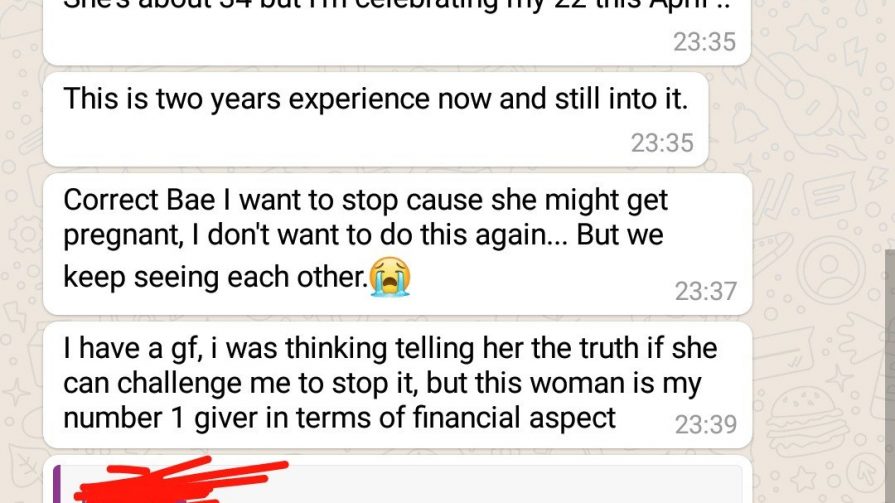 She's about 34 but I'm celebrating my 22 this April ..
23:35
This is two years experience now and still into it.
23:35
Correct Bae I want to stop cause she might get
pregnant, I don't want to do this again... But we
keep seeing each other.😭
23:37
I have a gf, i was thinking telling her the truth if she
can challenge me to stop it, but this woman is my
number 1 giver in terms of financial aspect
23:39